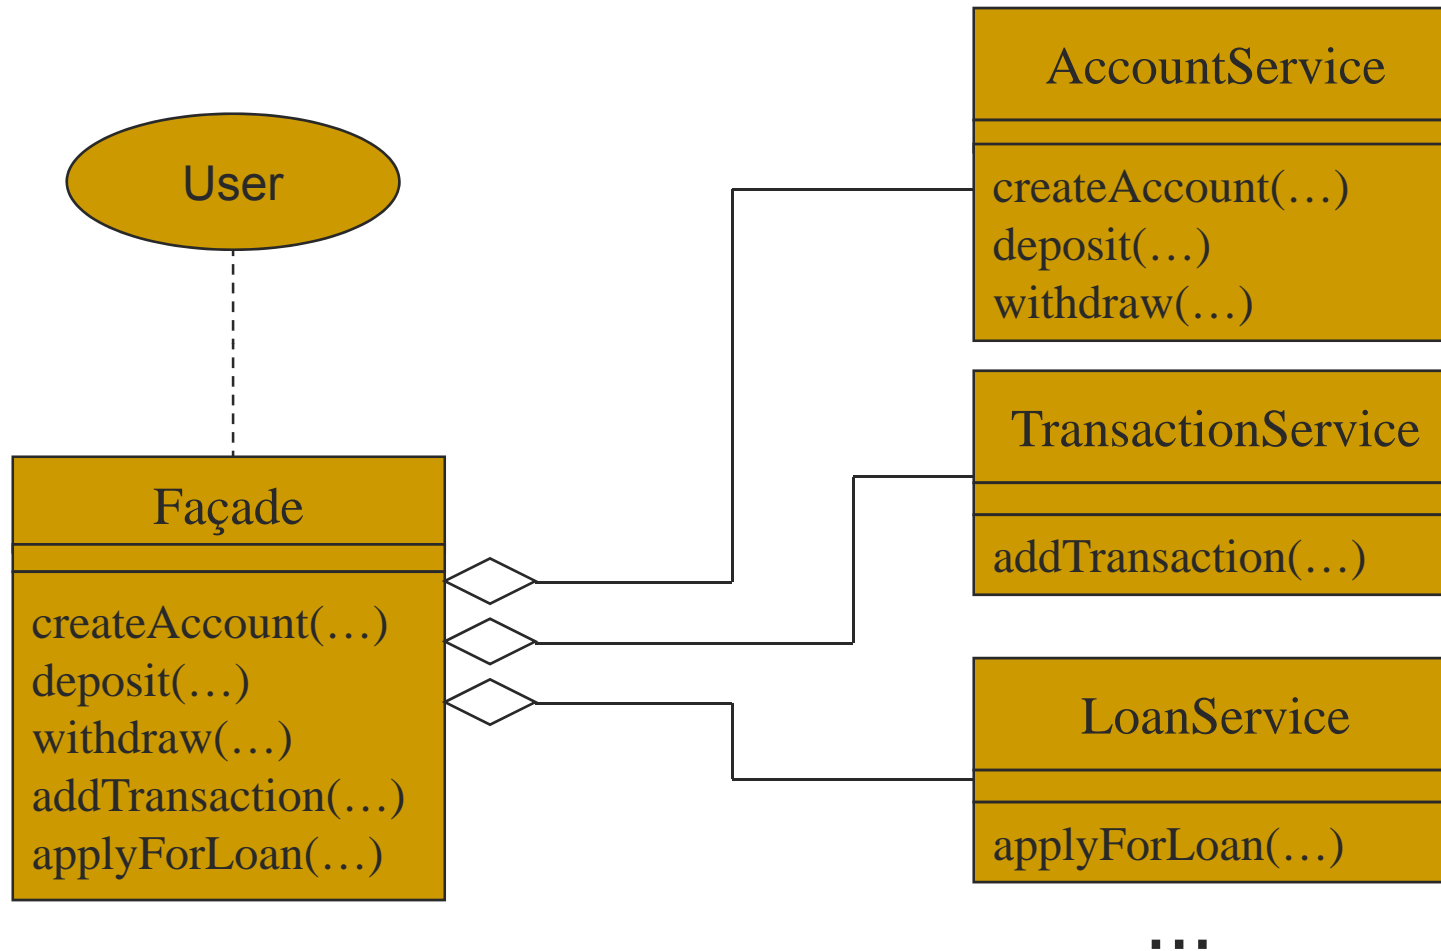 User
Façade
createAccount(…)
deposit(…)
withdraw(…)
addTransaction(…)
applyForLoan(…)
AccountService
createAccount(…)
deposit(…)
withdraw(…)
TransactionService
addTransaction(…)
LoanService
applyForLoan(…)
…